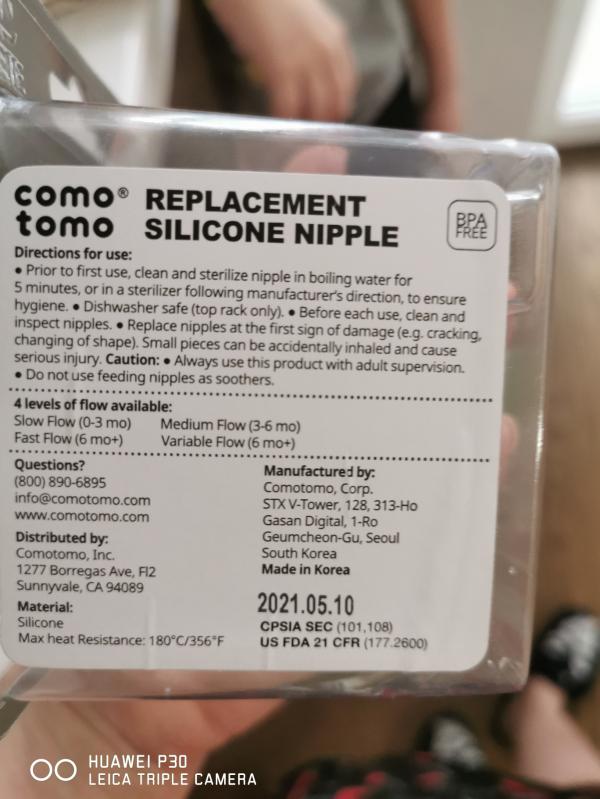 como® REPLACEMENT
tomo SILICONE NIPPLE
BPA
FREE
Directions for use:
• Prior to first use, clean and sterilize nipple in boiling water for
5 minutes, or in a sterilizer following manufacturer's direction, to ensure
hygiene. • Dishwasher safe (top rack only). • Before each use, clean and
inspect nipples. • Replace nipples at the first sign of damage (e.g. cracking,
changing of shape). Small pieces can be accidentally inhaled and cause
serious injury. Caution: • Always use this product with adult supervision.
• Do not use feeding nipples as soothers.
4 levels of flow available:
Slow Flow (0-3 mo) Medium Flow (3-6 mo)
Fast Flow (6 mo+) Variable Flow (6 mo+)
Questions?
(800) 890-6895
info@comotomo.com
www.comotomo.com
Distributed by:
Comotomo, Inc.
1277 Borregas Ave, Fl2
Sunnyvale, CA 94089
Material:
Silicone
Max heat Resistance: 180°C/356°F
Manufactured by:
Comotomo, Corp.
STX V-Tower, 128, 313-Ho
Gasan Digital, 1-Ro
Geumcheon-Gu, Seoul
South Korea
Made in Korea
2021.05.10
CPSIA SEC (101,108)
US FDA 21 CFR (177.2600)
HUAWEI P30
LEICA TRIPLE CAMERA